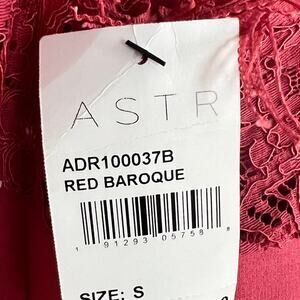 ASTR
ADR100037B
RED BAROQUE
1 91293 05758 8
SIZE: S